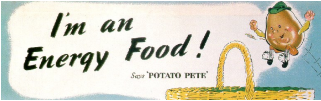 I'm an
Energy Food!
Says 'POTATO PETE'